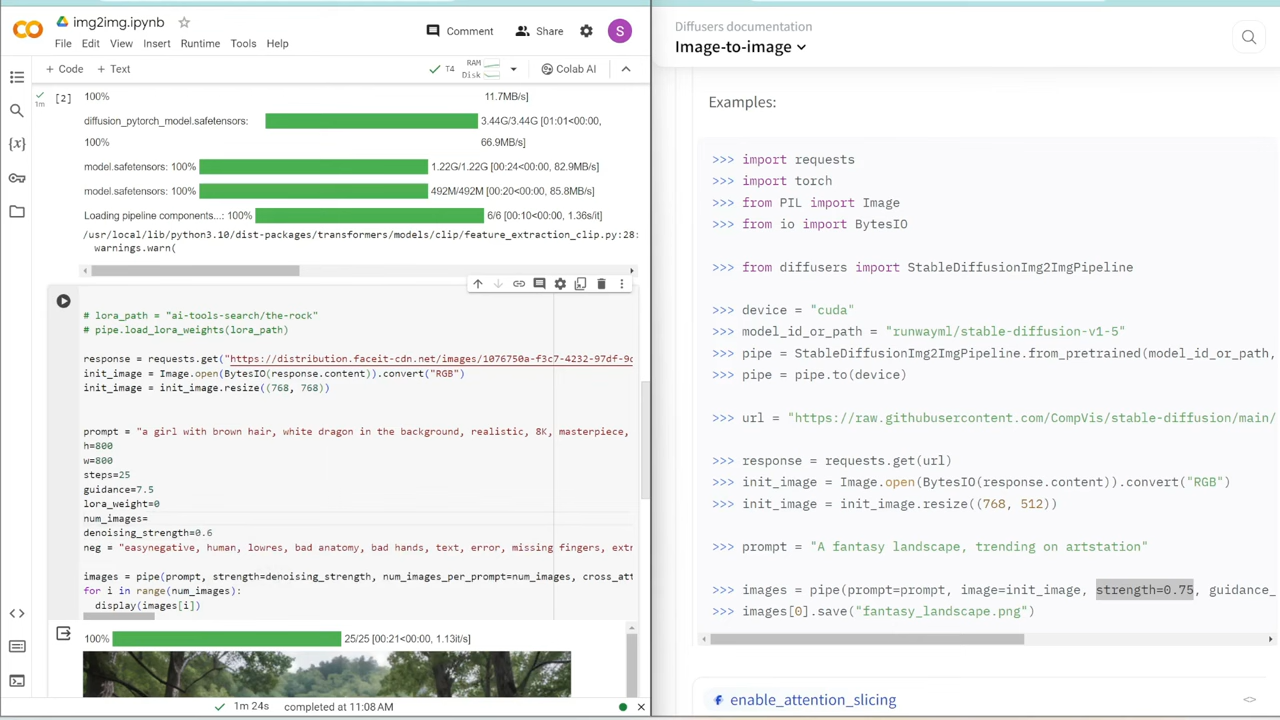 img2img.ipynb
File Edit View Insert Runtime Tools Help
Comment
Share
S
+ Code + Text
T4
RAM
Disk
Colab AI
1m
[2]
100% 11.7MB/s]
diffusion_pytorch_model.safetensors: 3.44G/3.44G [01:01<00:00,
100% 66.9MB/s]
model.safetensors: 100% 1.22G/1.22G [00:24<00:00, 82.9MB/s]
model.safetensors: 100% 492M/492M [00:20<00:00, 85.8MB/s]
Loading pipeline components...: 100% 6/6 [00:10<00:00, 1.36s/it]
/usr/local/lib/python3.10/dist-packages/transformers/models/clip/feature_extraction_clip.py:28:
warnings.warn(
# lora_path = "ai-tools-search/the-rock"
# pipe.load_lora_weights(lora_path)
response = requests.get("https://distribution.faceit-cdn.net/images/1076750a-f3c7-4232-97df-9c
init_image = Image.open(BytesIO(response.content)).convert("RGB")
init_image = init_image.resize((768, 768))
prompt = "a girl with brown hair, white dragon in the background, realistic, 8K, masterpiece,
h=800
w=800
steps=25
guidance=7.5
lora_weight=0
num_images=
denoising_strength=0.6
neg = "easynegative, human, lowres, bad anatomy, bad hands, text, error, missing fingers, extr
images = pipe(prompt, strength=denoising_strength, num_images_per_prompt=num_images, cross_att
for i in range(num_images):
display(images[i])
100% 25/25 [00:21<00:00, 1.13it/s]
1m 24s completed at 11:08 AM
Diffusers documentation
Image-to-image
Examples:
>>> import requests
>>> import torch
>>> from PIL import Image
>>> from io import BytesIO
>>> from diffusers import StableDiffusionImg2ImgPipeline
>>> device = "cuda"
>>> model_id_or_path = "runwayml/stable-diffusion-v1-5"
>>> pipe = StableDiffusionImg2ImgPipeline.from_pretrained(model_id_or_path,
>>> pipe = pipe.to(device)
>>> url = "https://raw.githubusercontent.com/CompVis/stable-diffusion/main/
>>> response = requests.get(url)
>>> init_image = Image.open(BytesIO(response.content)).convert("RGB")
>>> init_image = init_image.resize((768, 512))
>>> prompt = "A fantasy landscape, trending on artstation"
>>> images = pipe(prompt=prompt, image=init_image, strength=0.75, guidance_
>>> images[0].save("fantasy_landscape.png")
enable_attention_slicing